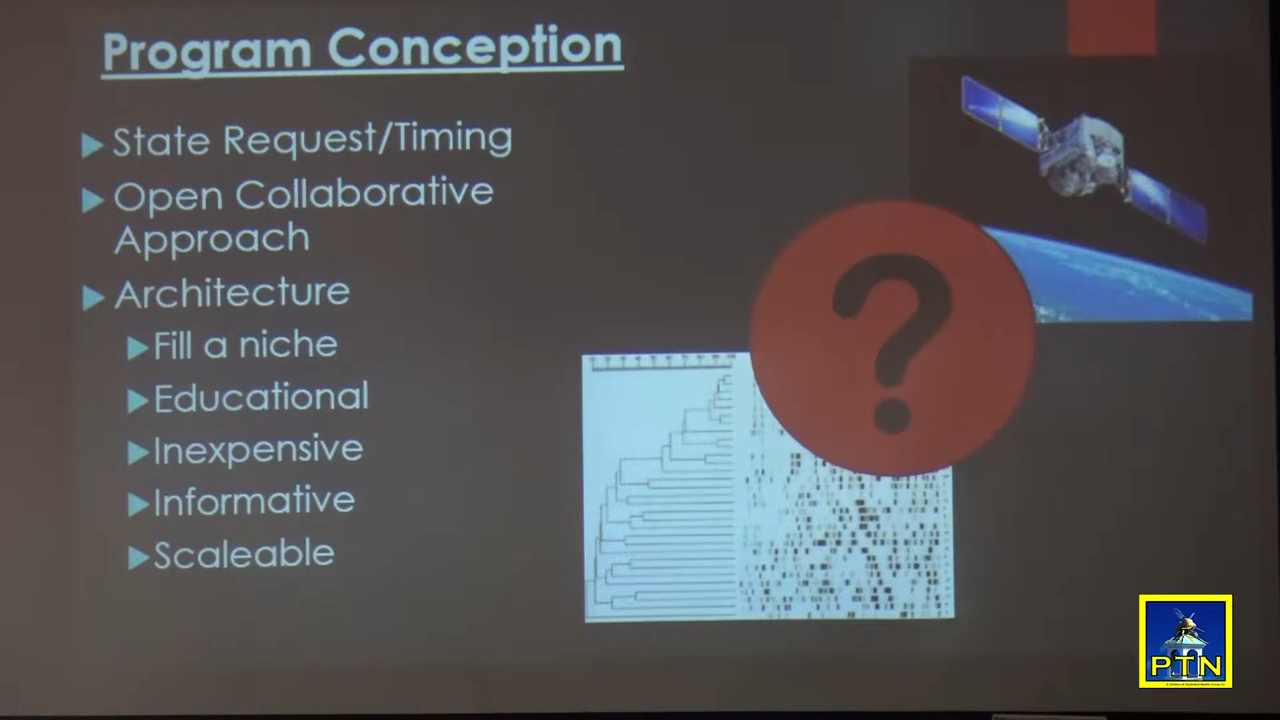 Program Conception
State Request/Timing
Open Collaborative
Approach
Architecture
Fill a niche
Educational
Inexpensive
Informative
Scaleable
PTN